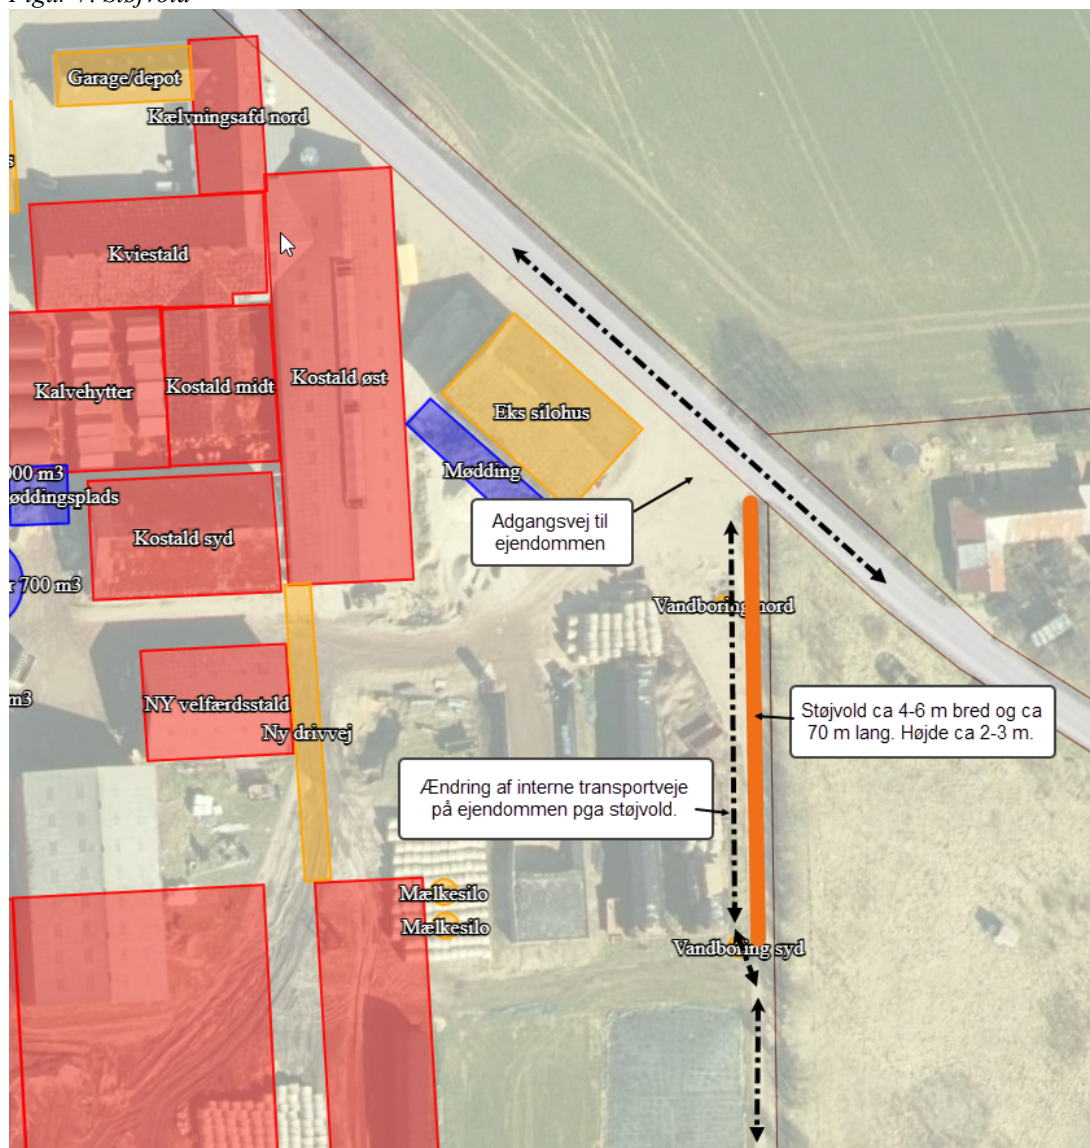 Garage/depot
Kælvningsafd nord
s
Kviestald
Kalvehytter
Kostald midt
Kostald øst
Eks silohus
Mødding
000 m3
øddingsplads
Adgangsvej til
ejendommen
Kostald syd
r 700 m3
Vandboring nord
m3
NY velfærdsstald
Ny drivvej
Støjvold ca 4-6 m bred og ca
70 m lang. Højde ca 2-3 m.
Ændring af interne transportveje
på ejendommen pga støjvold.
Mælkesilo
Mælkesilo
Vandboring syd